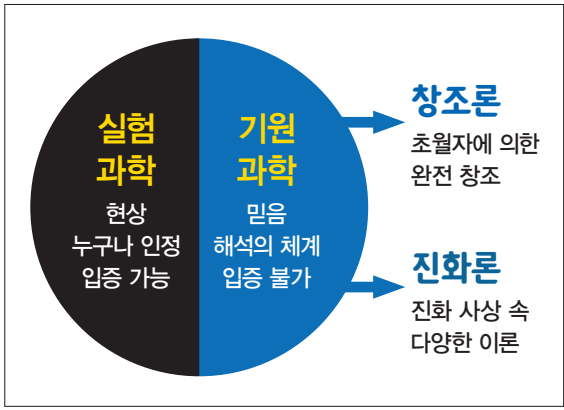 실험
과학
현상
누구나 인정
입증 가능
기원
과학
믿음
해석의 체계
입증 불가
창조론
초월자에 의한
완전 창조
진화론
진화 사상 속
다양한 이론